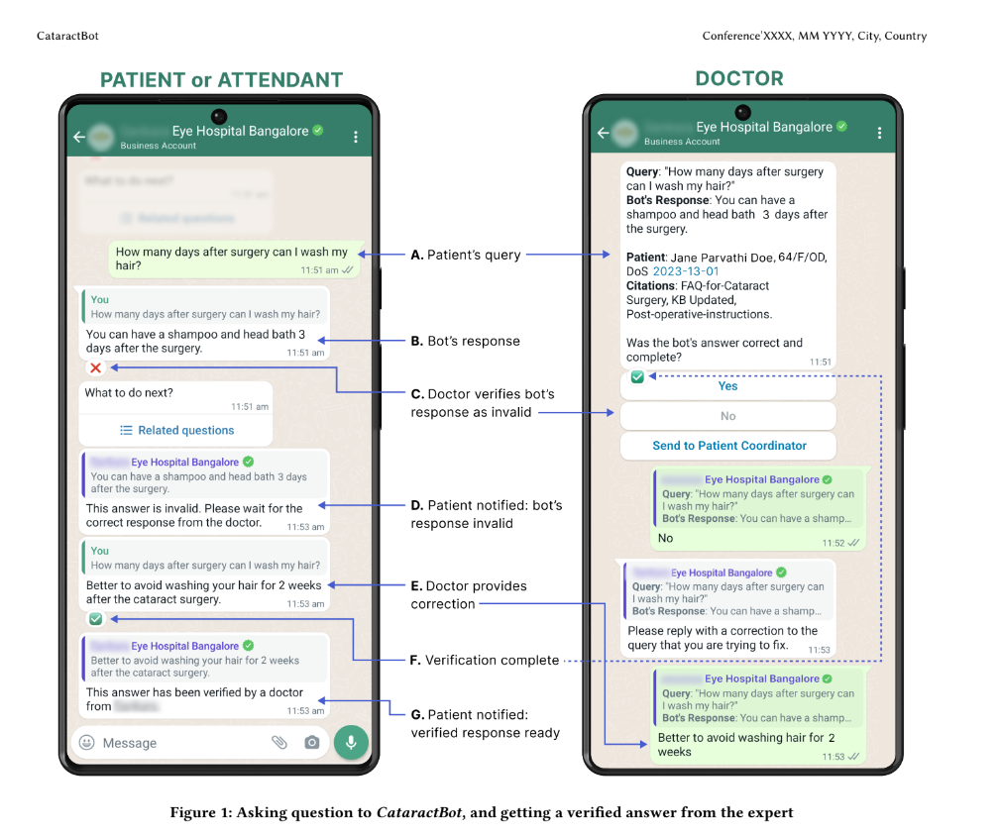 CataractBot
Conference'XXXX, MM YYYY, City, Country
PATIENT or ATTENDANT
Eye Hospital Bangalore
Business Account
What to do next?
Related questions
How many days after surgery can I wash my
hair?
11:51 am
You
How many days after surgery can I wash my hair?
You can have a shampoo and head bath 3
days after the surgery.
11:51 am
What to do next?
11:51 am
Related questions
Eye Hospital Bangalore
You can have a shampoo and head bath 3 days
after the surgery.
This answer is invalid. Please wait for the
correct response from the doctor.
11:53 am
You
How many days after surgery can I wash my hair?
Better to avoid washing your hair for 2 weeks
after the cataract surgery.
11:53 am
Eye Hospital Bangalore
Better to avoid washing your hair for 2 weeks
after the cataract surgery.
This answer has been verified by a doctor
from
11:53 am
Message
A. Patient's query
B. Bot's response
C. Doctor verifies bot's
response as invalid
D. Patient notified: bot's
response invalid
E. Doctor provides
correction
F. Verification complete
G. Patient notified:
verified response ready
DOCTOR
Eye Hospital Bangalore
Business Account
Query: "How many days after surgery
can I wash my hair?"
Bot's Response: You can have a
shampoo and head bath 3 days after
the surgery.
Patient: Jane Parvathi Doe, 64/F/OD,
DoS 2023-13-01
Citations: FAQ-for-Cataract
Surgery, KB Updated,
Post-operative-instructions.
Was the bot's answer correct and
complete?
11:51
Yes
No
Send to Patient Coordinator
Eye Hospital Bangalore
Query: "How many days after surgery can
I wash my hair?"
Bot's Response: You can have a shamp...
No
11:52
Eye Hospital Bangalore
Query: "How many days after surgery can
I wash my hair?"
Bot's Response: You can have a shamp...
Please reply with a correction to the
query that you are trying to fix.
11:53
Eye Hospital Bangalore
Query: "How many days after surgery can
I wash my hair?"
Bot's Response: You can have a shamp...
Better to avoid washing hair for 2
weeks
11:53
Figure 1: Asking question to CataractBot, and getting a verified answer from the expert